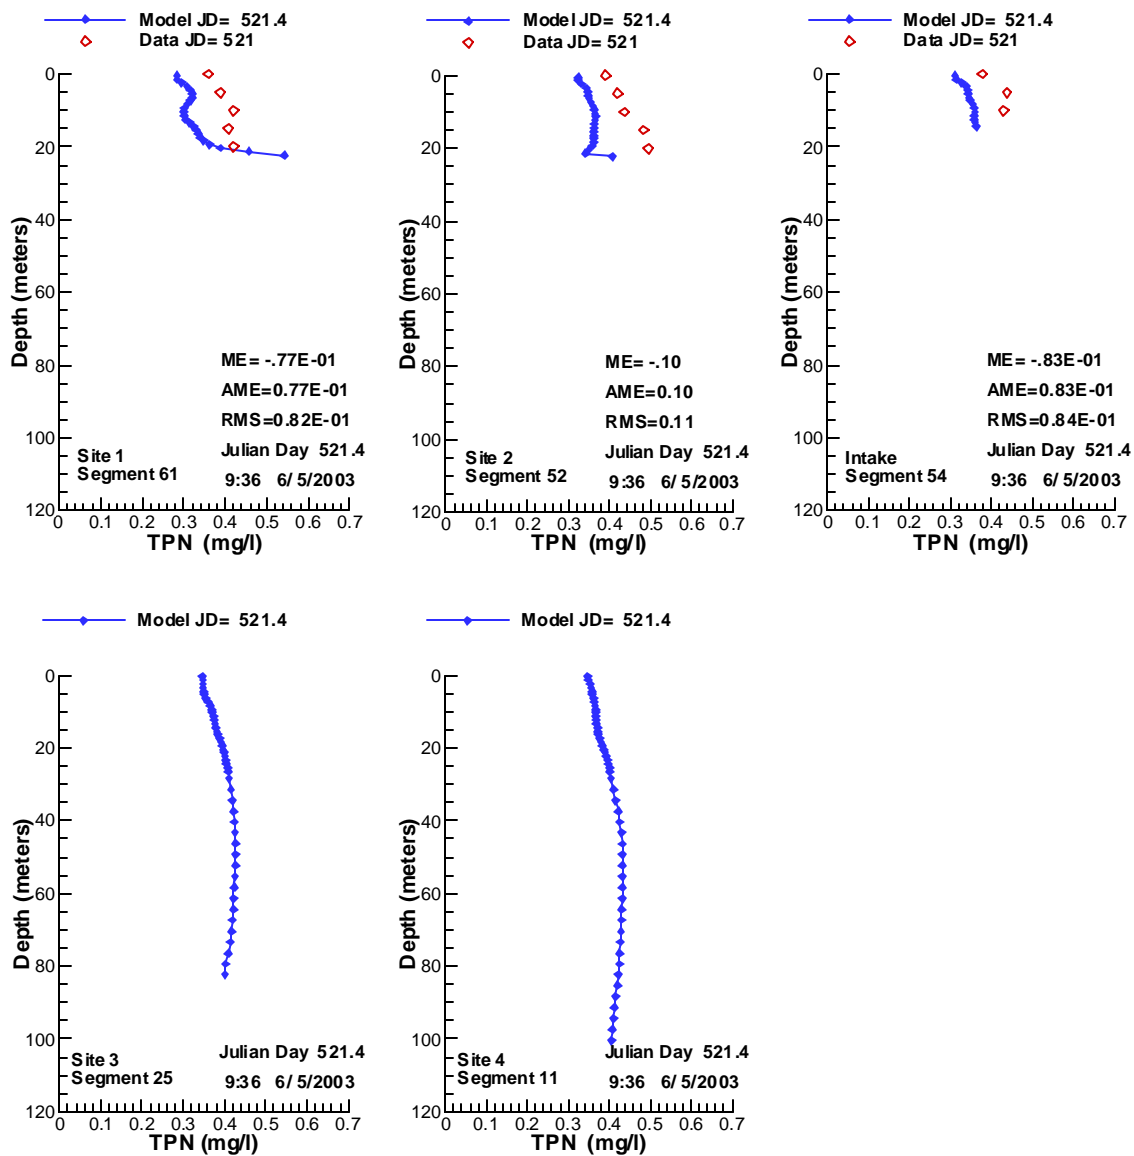 Model JD= 521.4
Data JD= 521
0
20
40
60
80
100
120
Depth (meters)
ME= -.77E-01
AME=0.77E-01
RMS=0.82E-01
Julian Day 521.4
9:36 6/ 5/2003
Site 1
Segment 61
0 0.1 0.2 0.3 0.4 0.5 0.6 0.7
TPN (mg/l)
Model JD= 521.4
Data JD= 521
0
20
40
60
80
100
120
Depth (meters)
ME= -.10
AME=0.10
RMS=0.11
Julian Day 521.4
9:36 6/ 5/2003
Site 2
Segment 52
0 0.1 0.2 0.3 0.4 0.5 0.6 0.7
TPN (mg/l)
Model JD= 521.4
Data JD= 521
0
20
40
60
80
100
120
Depth (meters)
ME= -.83E-01
AME=0.83E-01
RMS=0.84E-01
Julian Day 521.4
9:36 6/ 5/2003
Intake
Segment 54
0 0.1 0.2 0.3 0.4 0.5 0.6 0.7
TPN (mg/l)
Model JD= 521.4
0
20
40
60
80
100
120
Depth (meters)
Julian Day 521.4
9:36 6/ 5/2003
Site 3
Segment 25
0 0.1 0.2 0.3 0.4 0.5 0.6 0.7
TPN (mg/l)
Model JD= 521.4
0
20
40
60
80
100
120
Depth (meters)
Julian Day 521.4
9:36 6/ 5/2003
Site 4
Segment 11
0 0.1 0.2 0.3 0.4 0.5 0.6 0.7
TPN (mg/l)